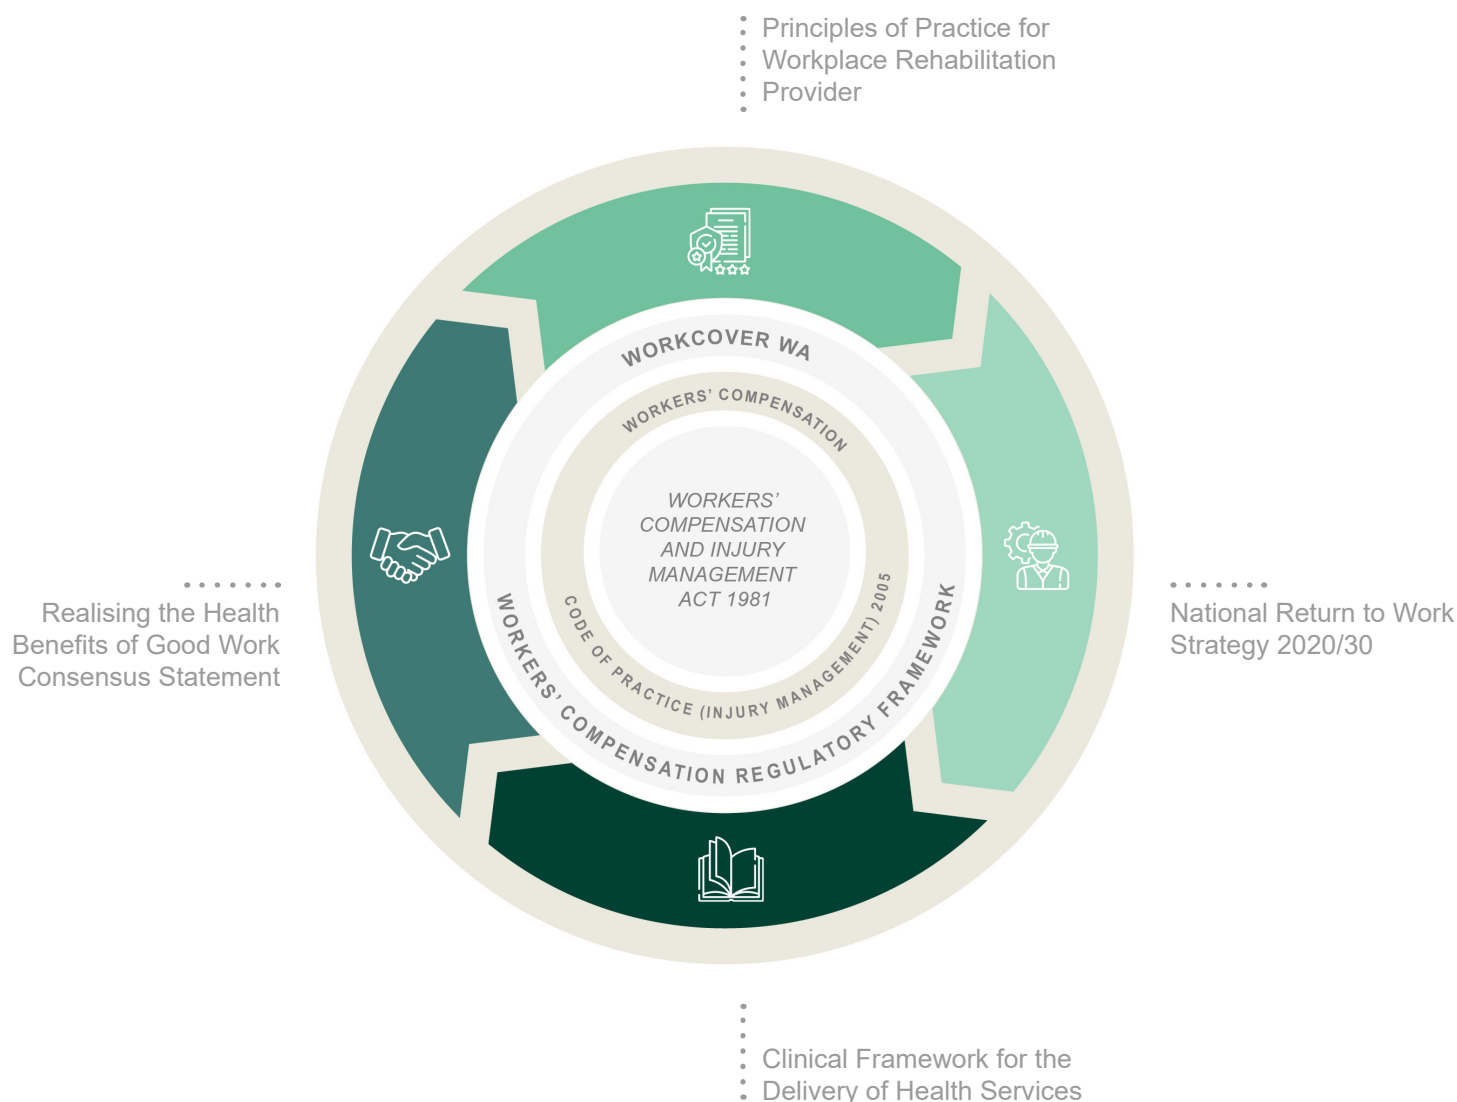 Principles of Practice for
Workplace Rehabilitation
Provider
WORKCOVER WA
WORKERS' COMPENSATION REGULATORY FRAMEWORK
WORKERS' COMPENSATION
CODE OF PRACTICE (INJURY MANAGEMENT) 2005
WORKERS'
COMPENSATION
AND INJURY
MANAGEMENT
ACT 1981
Realising the Health
Benefits of Good Work
Consensus Statement
National Return to Work
Strategy 2020/30
Clinical Framework for the
Delivery of Health Services